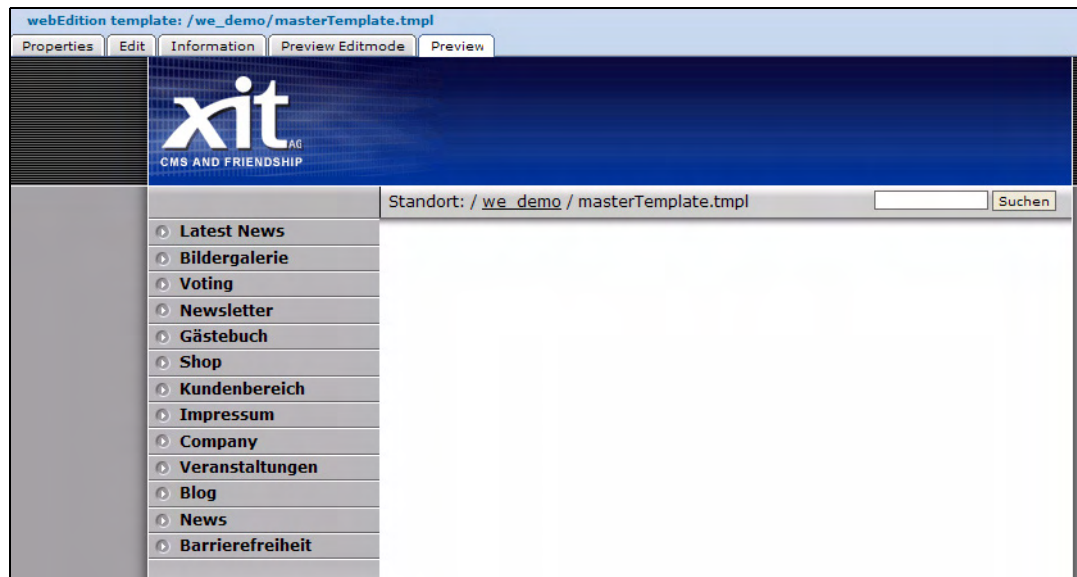 webEdition template: /we_demo/masterTemplate.tmpl
Properties Edit Information Preview Editmode Preview
xit AG
CMS AND FRIENDSHIP
Standort: / we_demo / masterTemplate.tmpl Suchen
Latest News
Bildergalerie
Voting
Newsletter
Gästebuch
Shop
Kundenbereich
Impressum
Company
Veranstaltungen
Blog
News
Barrierefreiheit